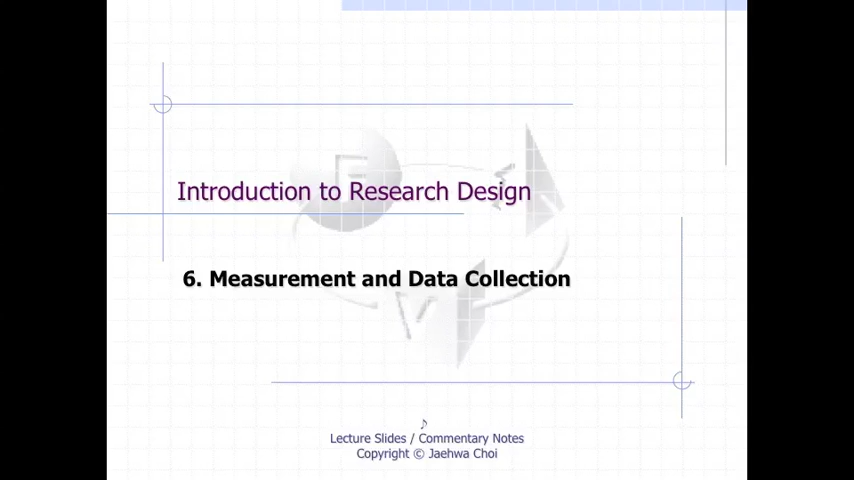 Introduction to Research Design
6. Measurement and Data Collection
♪
Lecture Slides / Commentary Notes
Copyright © Jaehwa Choi